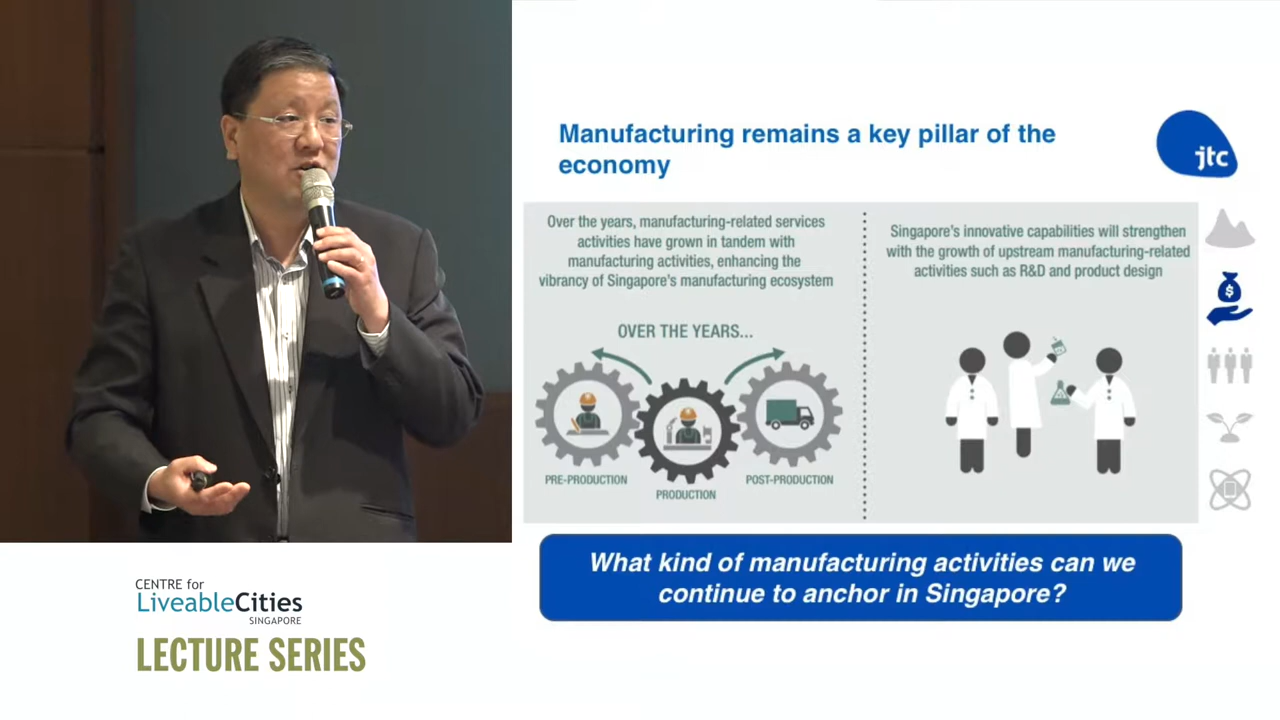 Manufacturing remains a key pillar of the
economy
jtc
Over the years, manufacturing-related services
activities have grown in tandem with
manufacturing activities, enhancing the
vibrancy of Singapore's manufacturing ecosystem
OVER THE YEARS...
PRE-PRODUCTION
PRODUCTION
POST-PRODUCTION
Singapore's innovative capabilities will strengthen
with the growth of upstream manufacturing-related
activities such as R&D and product design
$
What kind of manufacturing activities can we
continue to anchor in Singapore?
CENTRE for
LiveableCities
SINGAPORE
LECTURE SERIES